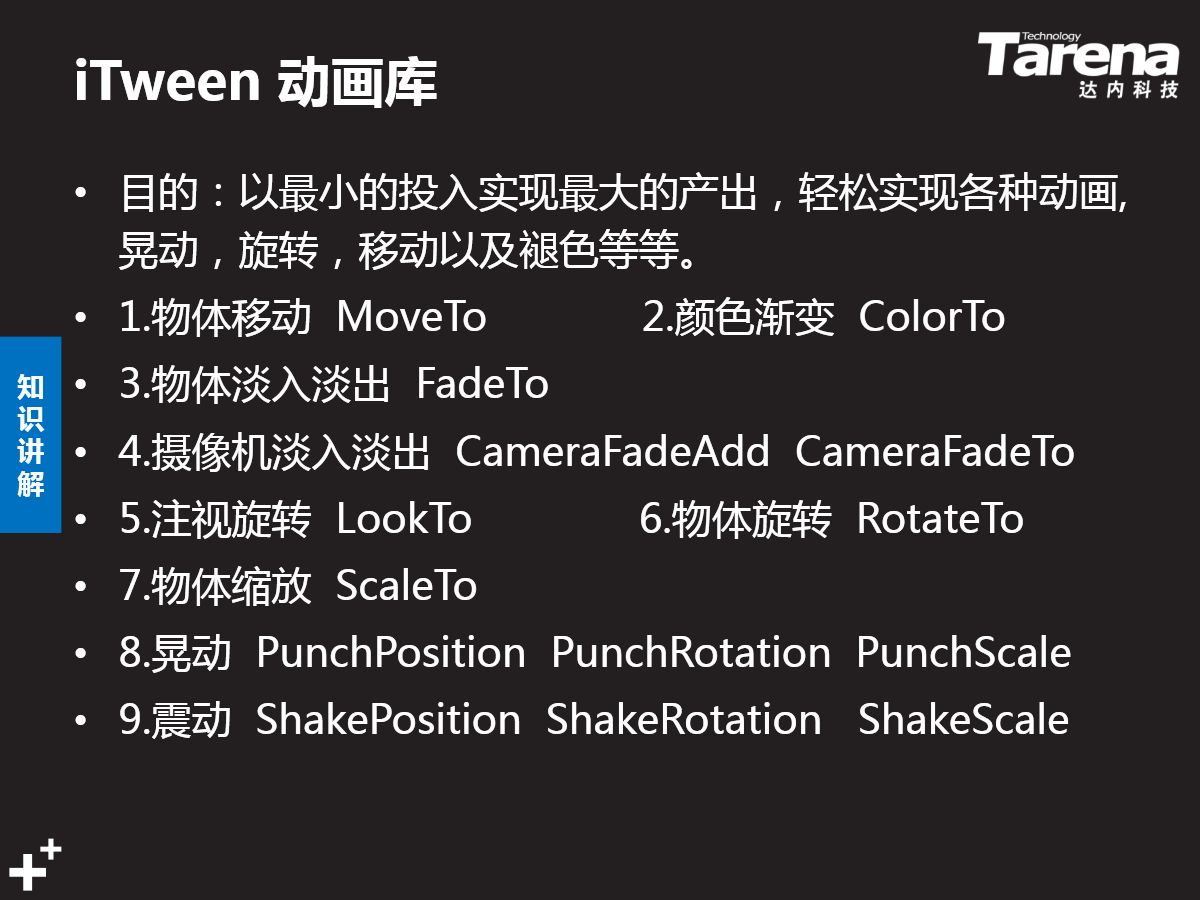 iTween 动画库
Technology
Tarena
达内科技
• 目的：以最小的投入实现最大的产出，轻松实现各种动画,
晃动，旋转，移动以及褪色等等。
• 1.物体移动 MoveTo 2.颜色渐变 ColorTo
• 3.物体淡入淡出 FadeTo
• 4.摄像机淡入淡出 CameraFadeAdd CameraFadeTo
• 5.注视旋转 LookTo 6.物体旋转 RotateTo
• 7.物体缩放 ScaleTo
• 8.晃动 PunchPosition PunchRotation PunchScale
• 9.震动 ShakePosition ShakeRotation ShakeScale
知
识
讲
解